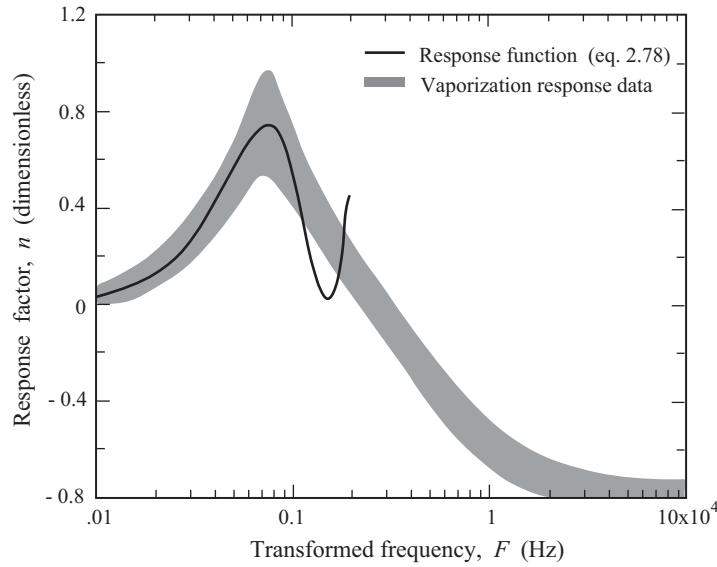 1.2
0.8
0.4
0
- 0.4
- 0.8
Response factor, n (dimensionless)
Response function (eq. 2.78)
Vaporization response data
.01
0.1
1
10x10⁴
Transformed frequency, F (Hz)